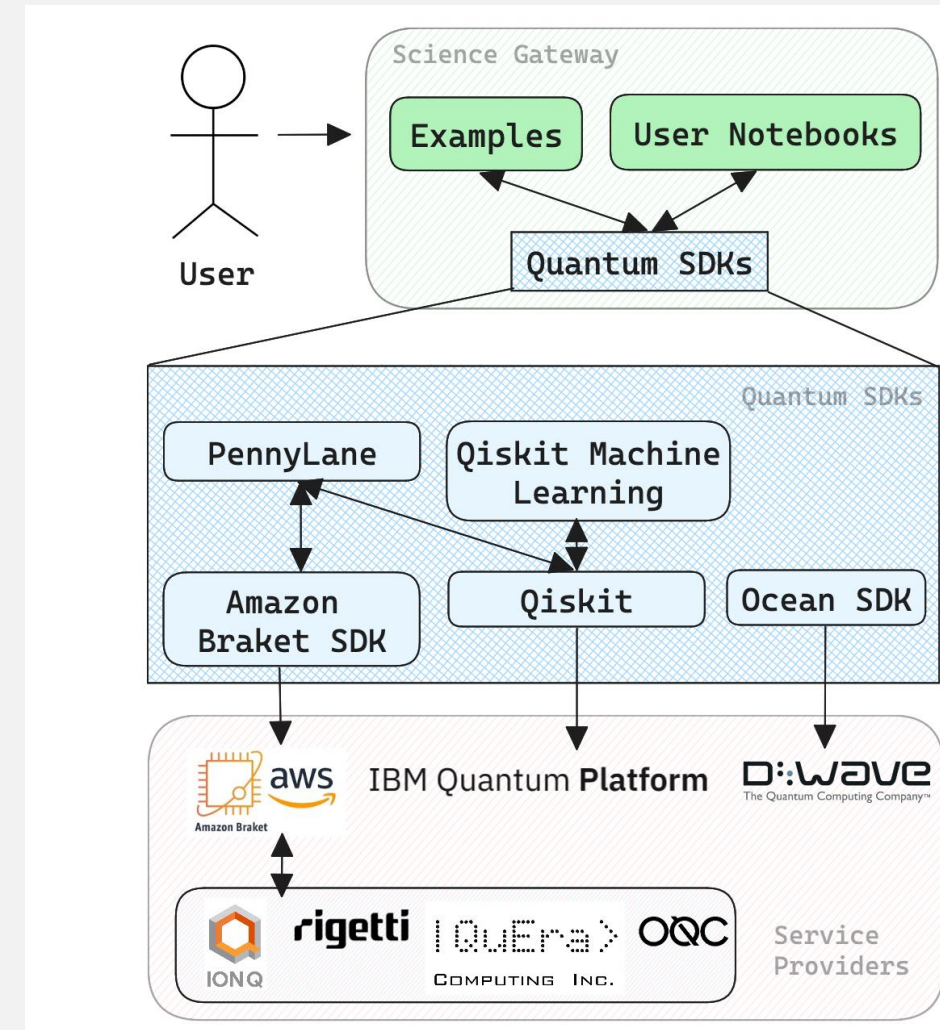 Science Gateway
Examples
User Notebooks
User
Quantum SDKs
Quantum SDKs
PennyLane
Qiskit Machine
Learning
Amazon
Braket SDK
Qiskit
Ocean SDK
aws
Amazon Braket
IBM Quantum Platform
D:wave
The Quantum Computing Company™
IONQ
rigetti
|QuEra>
COMPUTING INC.
OQC
Service
Providers